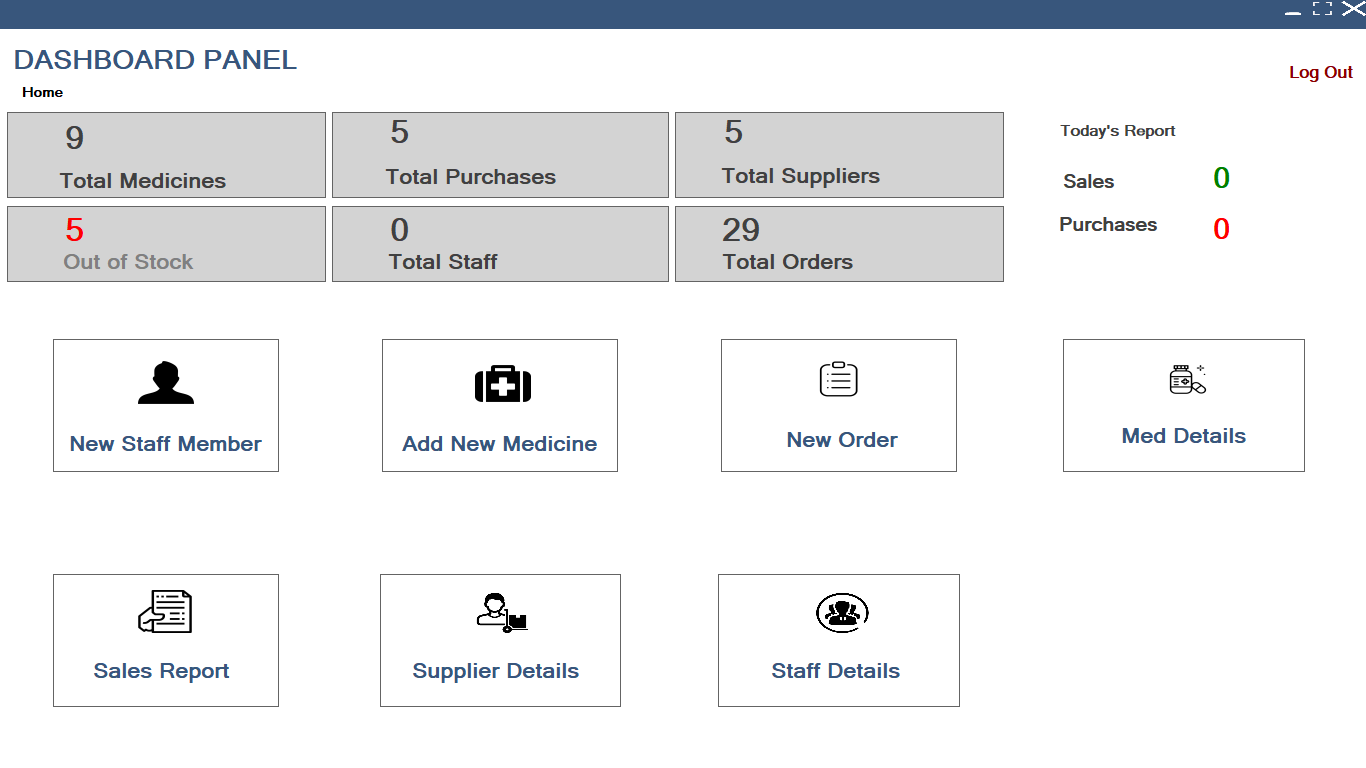 DASHBOARD PANEL
Log Out
Home
9
Total Medicines
5
Total Purchases
5
Total Suppliers
Today's Report
Sales 0
Purchases 0
5
Out of Stock
0
Total Staff
29
Total Orders
New Staff Member
Add New Medicine
New Order
Med Details
Sales Report
Supplier Details
Staff Details